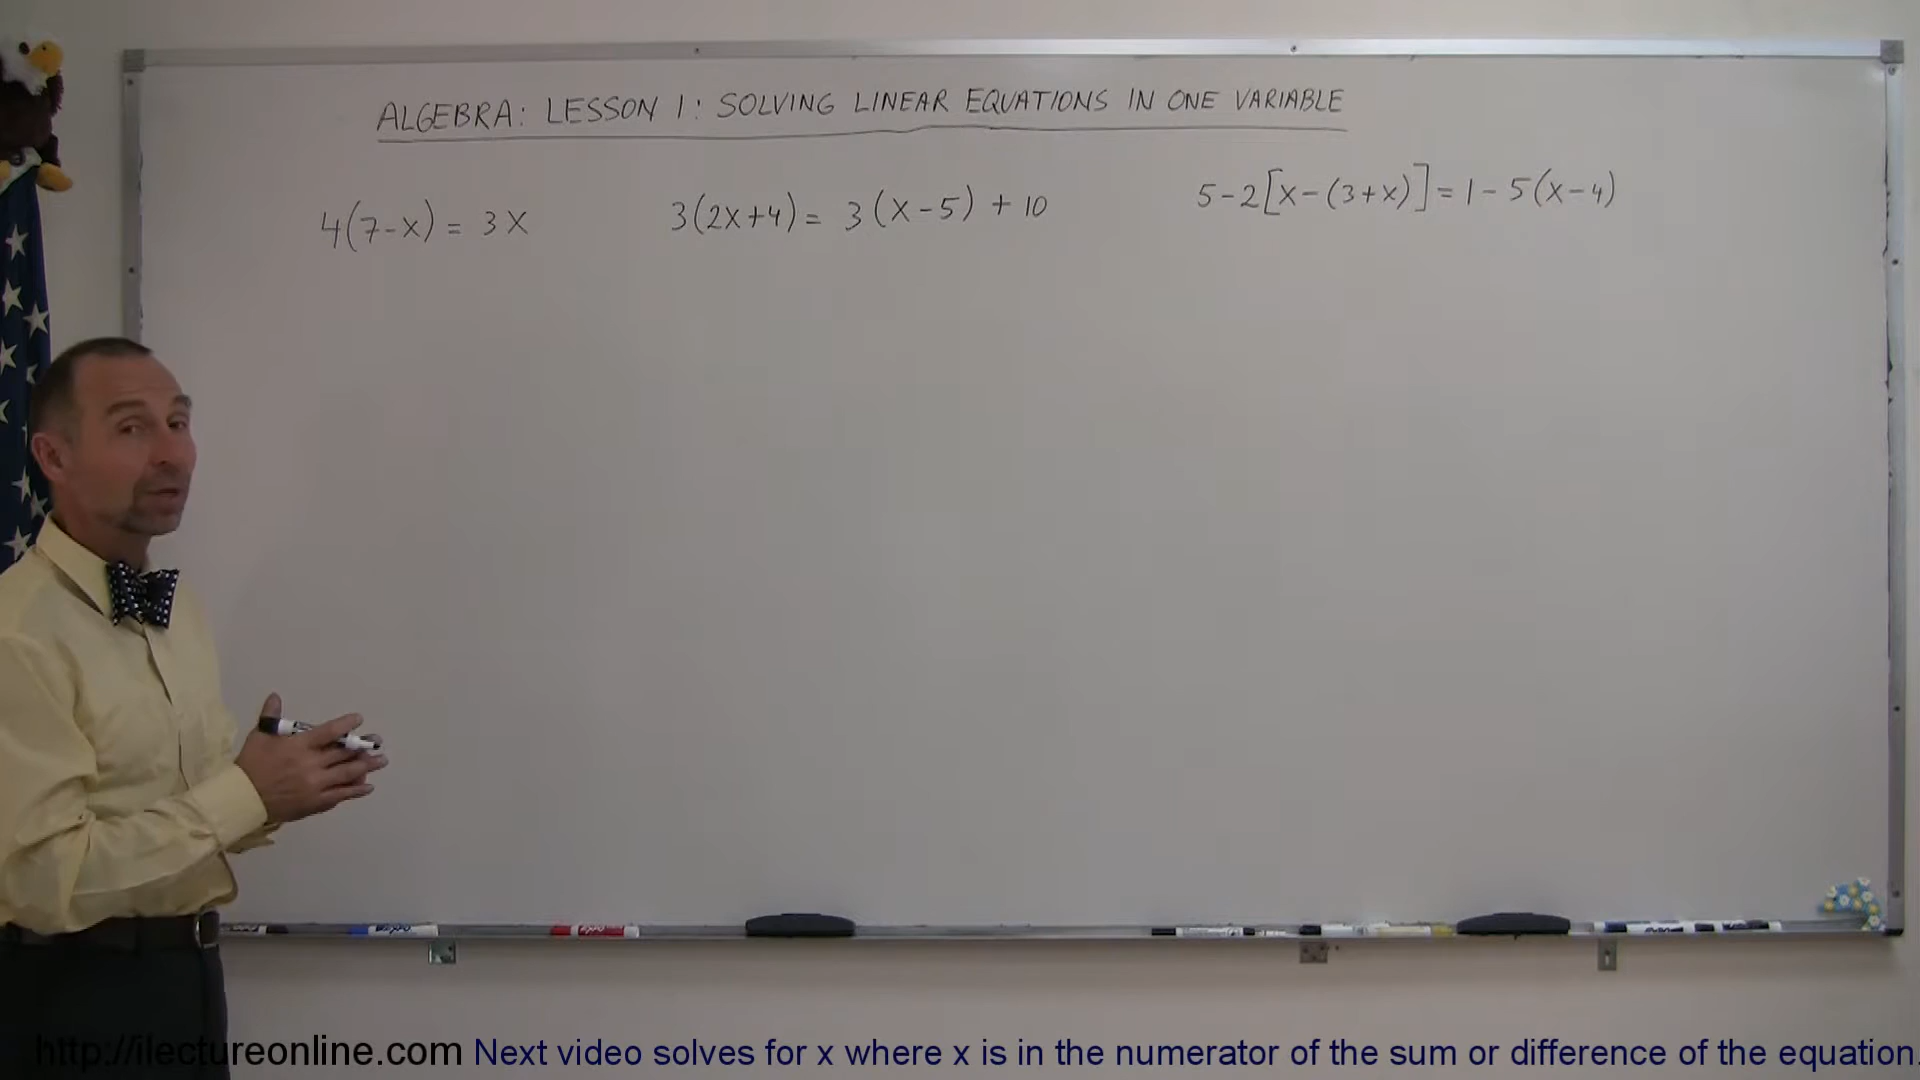 ALGEBRA: LESSON 1: SOLVING LINEAR EQUATIONS IN ONE VARIABLE
4(7-x) = 3x
3(2x+4) = 3(x-5) + 10
5-2[x-(3+x)] = 1-5(x-4)
http://ilectureonline.com Next video solves for x where x is in the numerator of the sum or difference of the equation.